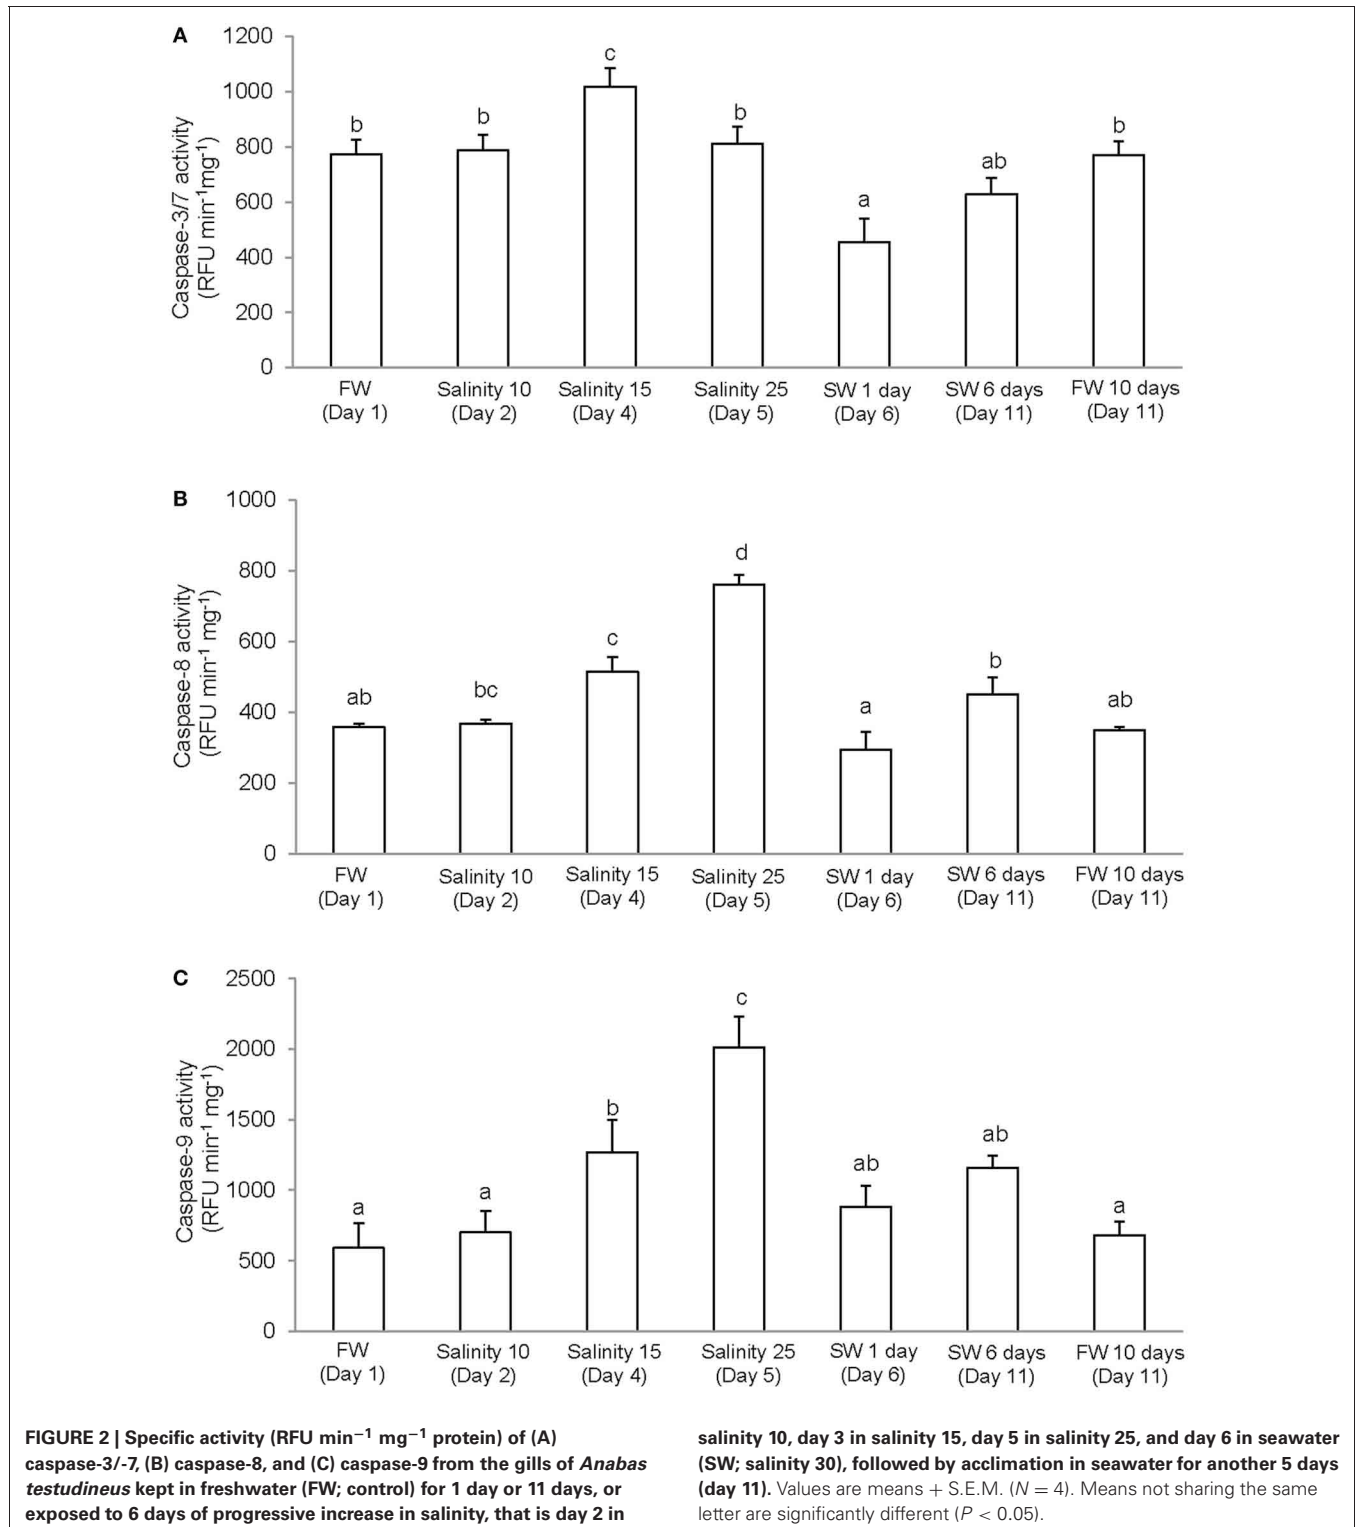 A
1200
1000
800
600
400
200
0
Caspase-3/7 activity
(RFU min-1mg-1)
b
b
c
b
a
ab
b
FW
(Day 1)
Salinity 10
(Day 2)
Salinity 15
(Day 4)
Salinity 25
(Day 5)
SW 1 day
(Day 6)
SW 6 days
(Day 11)
FW 10 days
(Day 11)
B
1000
800
600
400
200
0
Caspase-8 activity
(RFU min-1 mg-1)
ab
bc
c
d
a
b
ab
FW
(Day 1)
Salinity 10
(Day 2)
Salinity 15
(Day 4)
Salinity 25
(Day 5)
SW 1 day
(Day 6)
SW 6 days
(Day 11)
FW 10 days
(Day 11)
C
2500
2000
1500
1000
500
0
Caspase-9 activity
(RFU min-1 mg-1)
a
a
b
c
ab
ab
a
FW
(Day 1)
Salinity 10
(Day 2)
Salinity 15
(Day 4)
Salinity 25
(Day 5)
SW 1 day
(Day 6)
SW 6 days
(Day 11)
FW 10 days
(Day 11)
FIGURE 2 | Specific activity (RFU min−1 mg−1 protein) of (A)
caspase-3/-7, (B) caspase-8, and (C) caspase-9 from the gills of Anabas
testudineus kept in freshwater (FW; control) for 1 day or 11 days, or
exposed to 6 days of progressive increase in salinity, that is day 2 in
salinity 10, day 3 in salinity 15, day 5 in salinity 25, and day 6 in seawater
(SW; salinity 30), followed by acclimation in seawater for another 5 days
(day 11). Values are means + S.E.M. (N = 4). Means not sharing the same
letter are significantly different (P < 0.05).